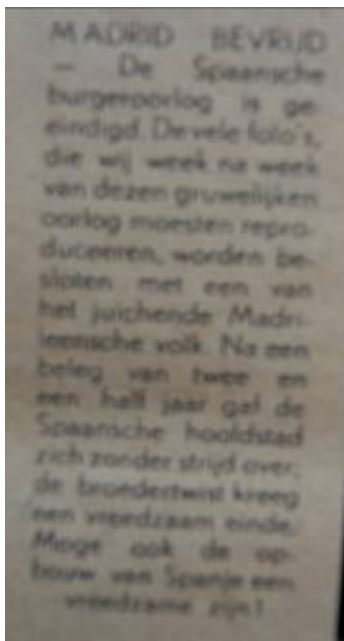 MADRID BEVRIJD
— De Spaansche
burgeroorlog is ge-
eindigd. De vele foto's,
die wij week na week
van dezen gruwelijken
oorlog moesten repro-
duceeren, worden be-
sloten met een van
het juichende Madri-
leensche volk. Na een
beleg van twee en
een half jaar gaf de
Spaansche hoofdstad
zich zonder strijd over;
de broedertwist kreeg
een vreedzaam einde.
Moge ook de op-
bouw van Spanje een
vreedzame zijn!